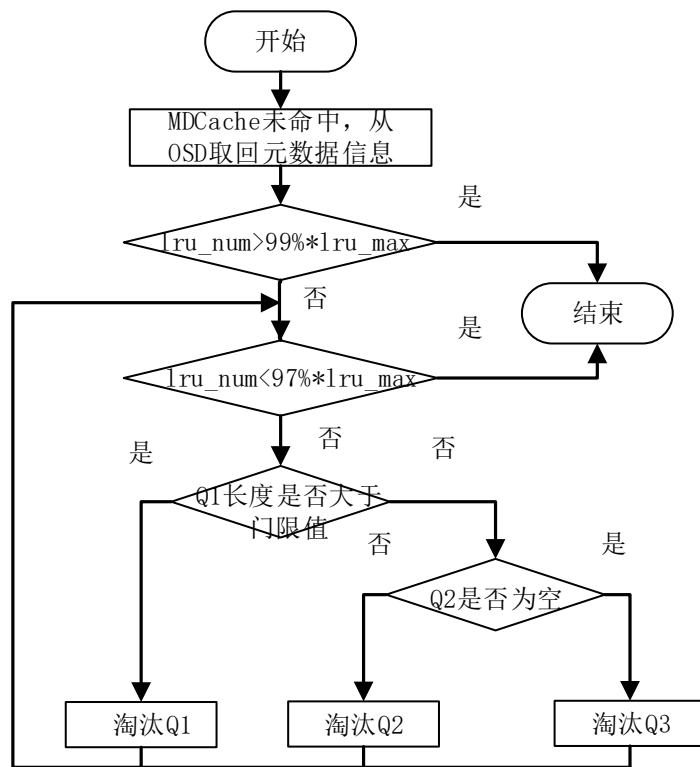 开始
MDCache未命中，从
OSD取回元数据信息
是
lru_num>99%*lru_max
否
结束
是
lru_num<97%*lru_max
否
否
是
Q1长度是否大于
门限值
否
是
Q2是否为空
淘汰Q1
淘汰Q2
淘汰Q3